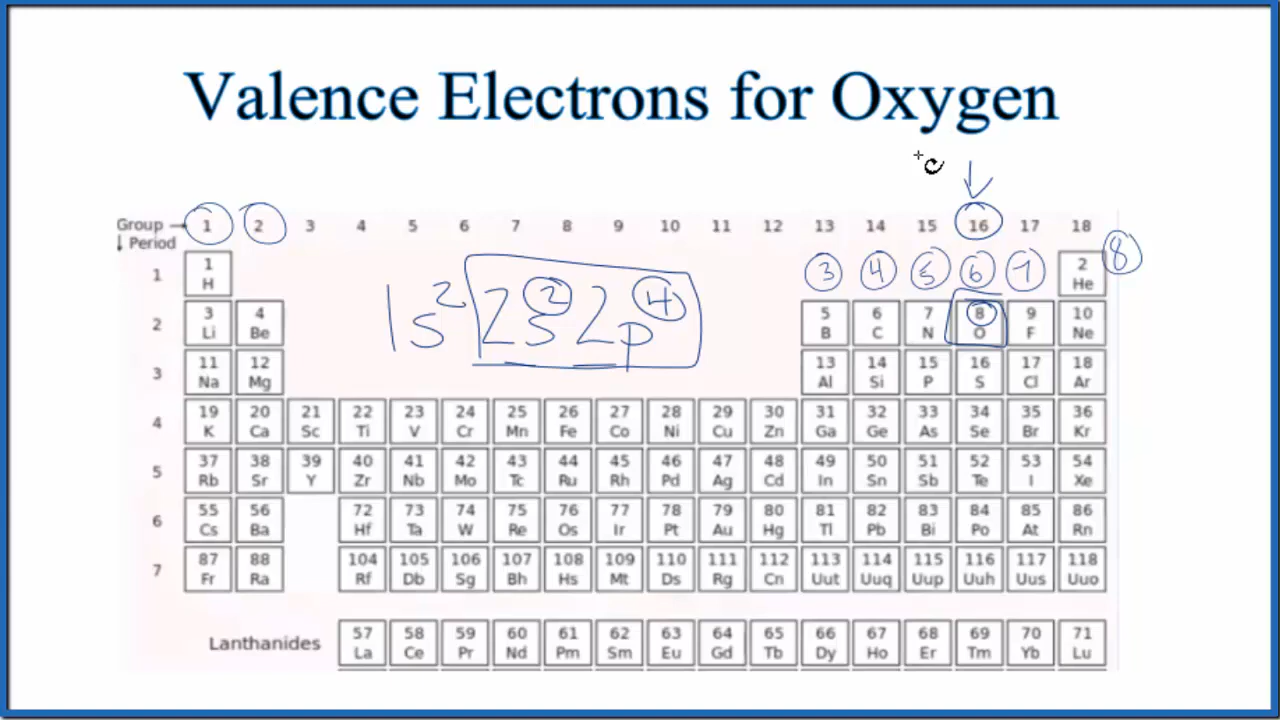 Valence Electrons for Oxygen
Group → 1 2 3 4 5 6 7 8 9 10 11 12 13 14 15 16 17 18
↓ Period
3 4 5 6 7 8
1 1 2
H He
1s² 2s² 2p⁴
2 3 4 5 6 7 8 9 10
Li Be B C N O F Ne
3 11 12 13 14 15 16 17 18
Na Mg Al Si P S Cl Ar
4 19 20 21 22 23 24 25 26 27 28 29 30 31 32 33 34 35 36
K Ca Sc Ti V Cr Mn Fe Co Ni Cu Zn Ga Ge As Se Br Kr
5 37 38 39 40 41 42 43 44 45 46 47 48 49 50 51 52 53 54
Rb Sr Y Zr Nb Mo Tc Ru Rh Pd Ag Cd In Sn Sb Te I Xe
6 55 56 72 73 74 75 76 77 78 79 80 81 82 83 84 85 86
Cs Ba Hf Ta W Re Os Ir Pt Au Hg Tl Pb Bi Po At Rn
7 87 88 104 105 106 107 108 109 110 111 112 113 114 115 116 117 118
Fr Ra Rf Db Sg Bh Hs Mt Ds Rg Cn Uut Uuq Uup Uuh Uus Uuo
Lanthanides 57 58 59 60 61 62 63 64 65 66 67 68 69 70 71
La Ce Pr Nd Pm Sm Eu Gd Tb Dy Ho Er Tm Yb Lu